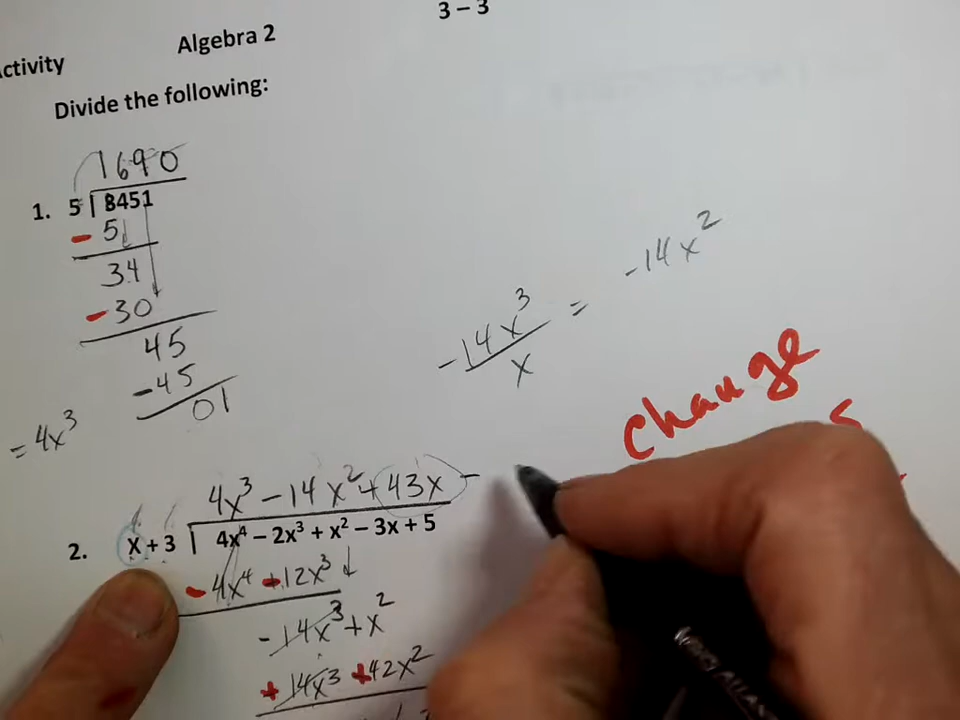 3 – 3
Activity Algebra 2
Divide the following:
1690
1. 5 | 8451
- 5
34
- 30
45
- 45
01
-14x³ / x = -14x²
change
= 4x³
4x³ - 14x² + 43x -
2. x + 3 | 4x⁴ – 2x³ + x² – 3x + 5
- 4x⁴ - 12x³
- 14x³ + x²
+ 14x³ + 42x²